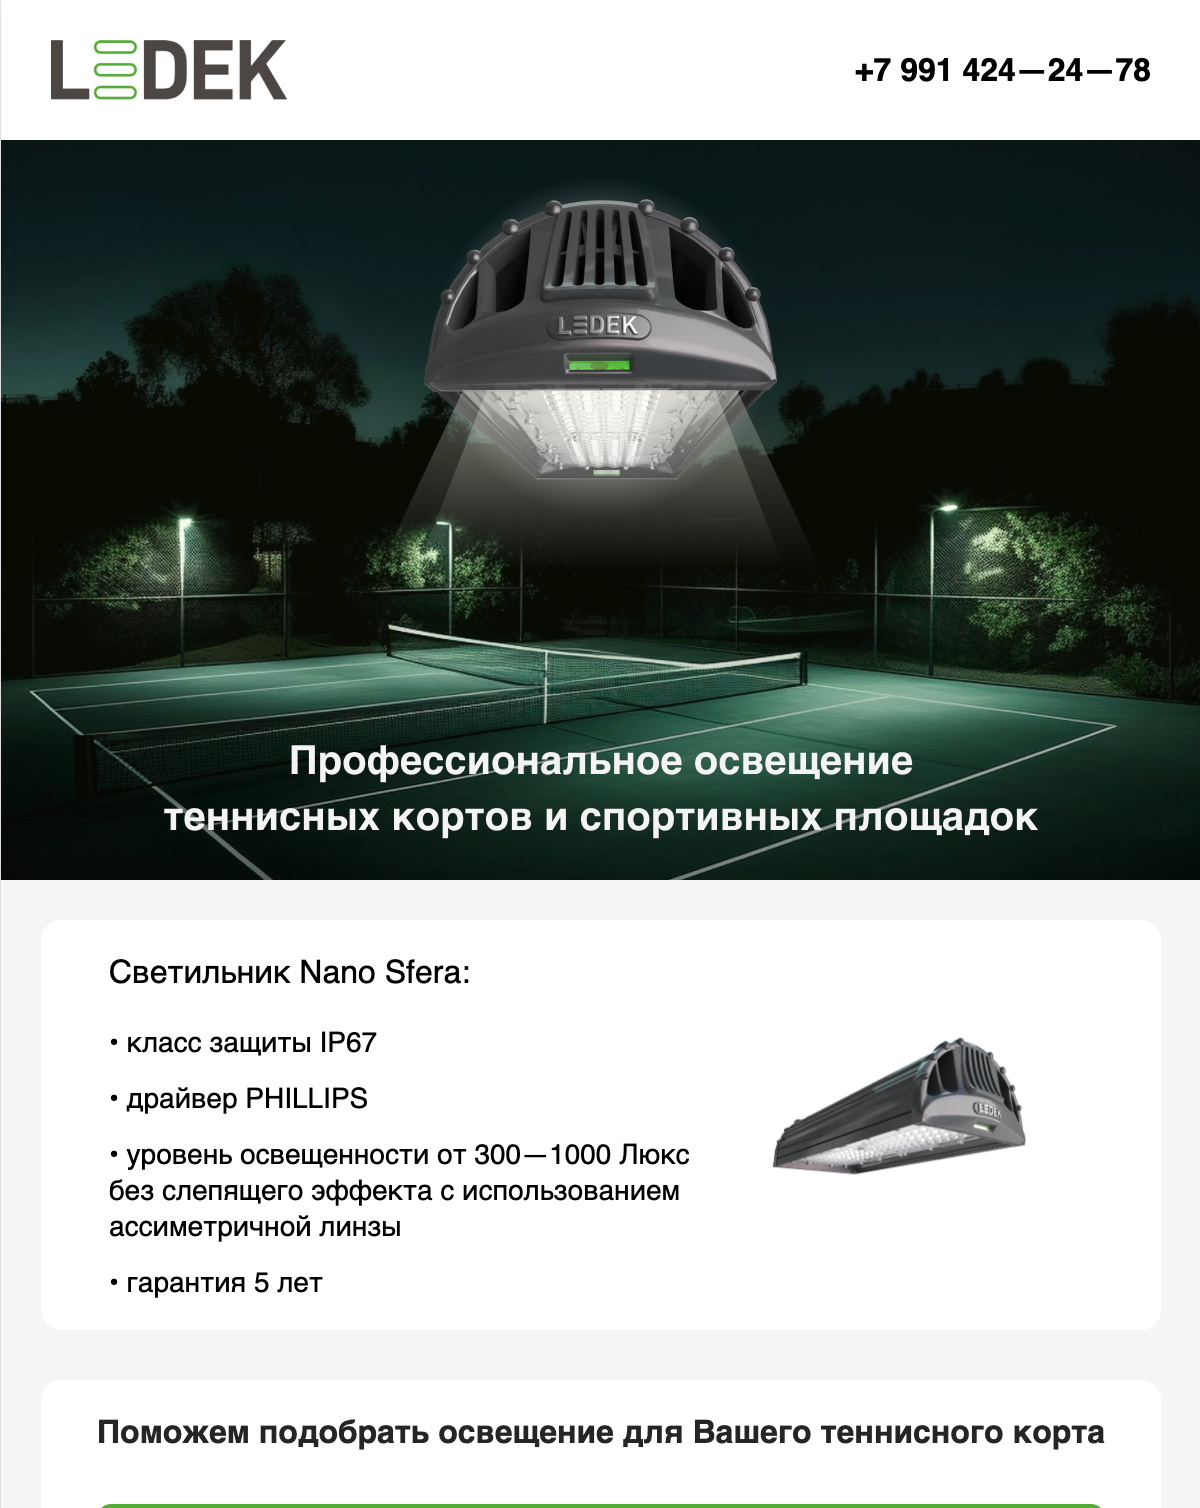 LEDEK
+7 991 424—24—78
LEDEK
Профессиональное освещение
теннисных кортов и спортивных площадок
Светильник Nano Sfera:
• класс защиты IP67
• драйвер PHILLIPS
• уровень освещенности от 300—1000 Люкс
без слепящего эффекта с использованием
ассиметричной линзы
• гарантия 5 лет
LEDEK
Поможем подобрать освещение для Вашего теннисного корта